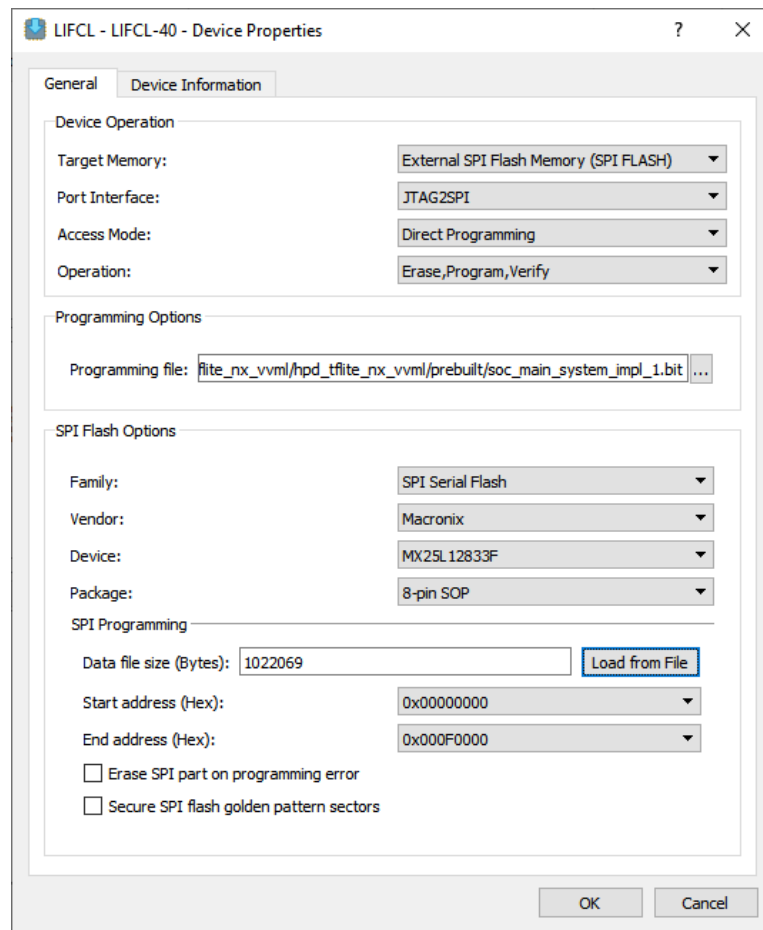 LIFCL - LIFCL-40 - Device Properties ? ×
General Device Information
Device Operation
Target Memory: External SPI Flash Memory (SPI FLASH)
Port Interface: JTAG2SPI
Access Mode: Direct Programming
Operation: Erase,Program,Verify
Programming Options
Programming file: flite_nx_vvml/hpd_tflite_nx_vvml/prebuilt/soc_main_system_impl_1.bit ...
SPI Flash Options
Family: SPI Serial Flash
Vendor: Macronix
Device: MX25L12833F
Package: 8-pin SOP
SPI Programming
Data file size (Bytes): 1022069 Load from File
Start address (Hex): 0x00000000
End address (Hex): 0x000F0000
Erase SPI part on programming error
Secure SPI flash golden pattern sectors
OK Cancel